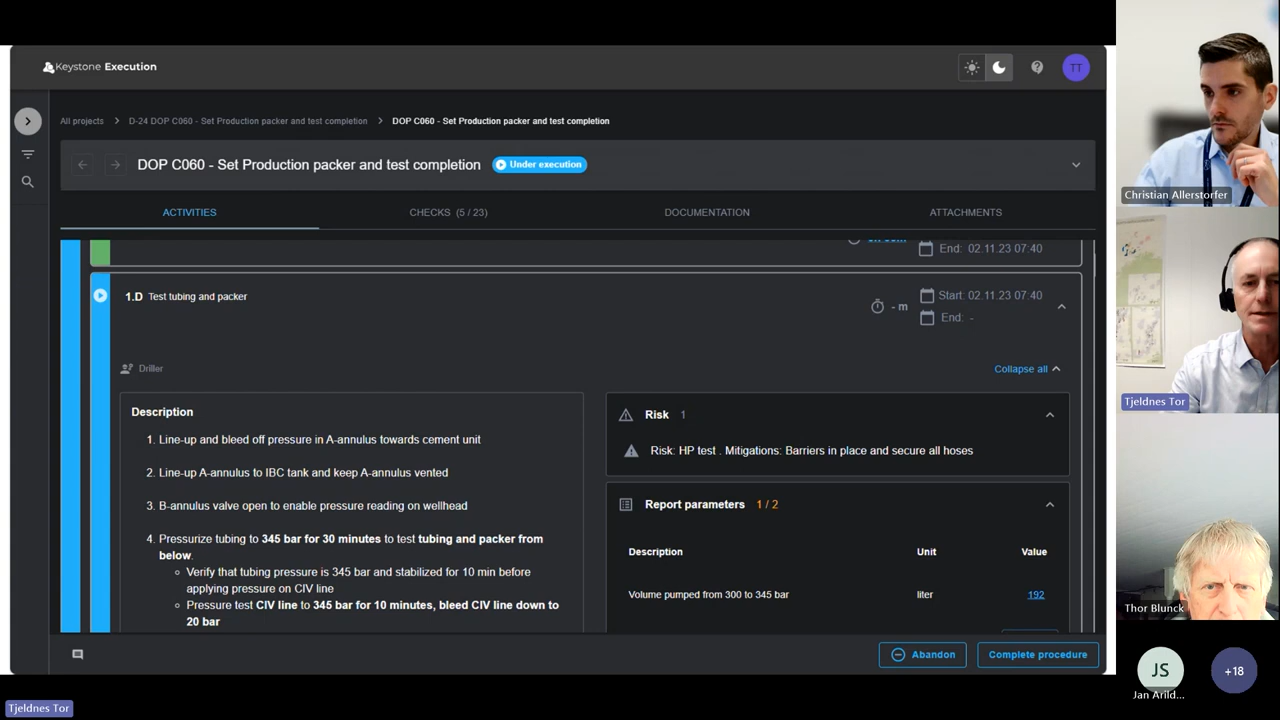 Keystone Execution
TT
All projects > D-24 DOP C060 - Set Production packer and test completion > DOP C060 - Set Production packer and test completion
DOP C060 - Set Production packer and test completion Under execution
ACTIVITIES CHECKS (5 / 23) DOCUMENTATION ATTACHMENTS
End: 02.11.23 07:40
1.D Test tubing and packer
- m
Start: 02.11.23 07:40
End: -
Driller
Collapse all
Description
1. Line-up and bleed off pressure in A-annulus towards cement unit
2. Line-up A-annulus to IBC tank and keep A-annulus vented
3. B-annulus valve open to enable pressure reading on wellhead
4. Pressurize tubing to 345 bar for 30 minutes to test tubing and packer from
below.
Verify that tubing pressure is 345 bar and stabilized for 10 min before
applying pressure on CIV line
Pressure test CIV line to 345 bar for 10 minutes, bleed CIV line down to
20 bar
Risk 1
Risk: HP test . Mitigations: Barriers in place and secure all hoses
Report parameters 1 / 2
Description Unit Value
Volume pumped from 300 to 345 bar liter 192
Abandon
Complete procedure
Christian Allerstorfer
Tjeldnes Tor
Thor Blunck
JS
Jan Arild...
+18
Tjeldnes Tor